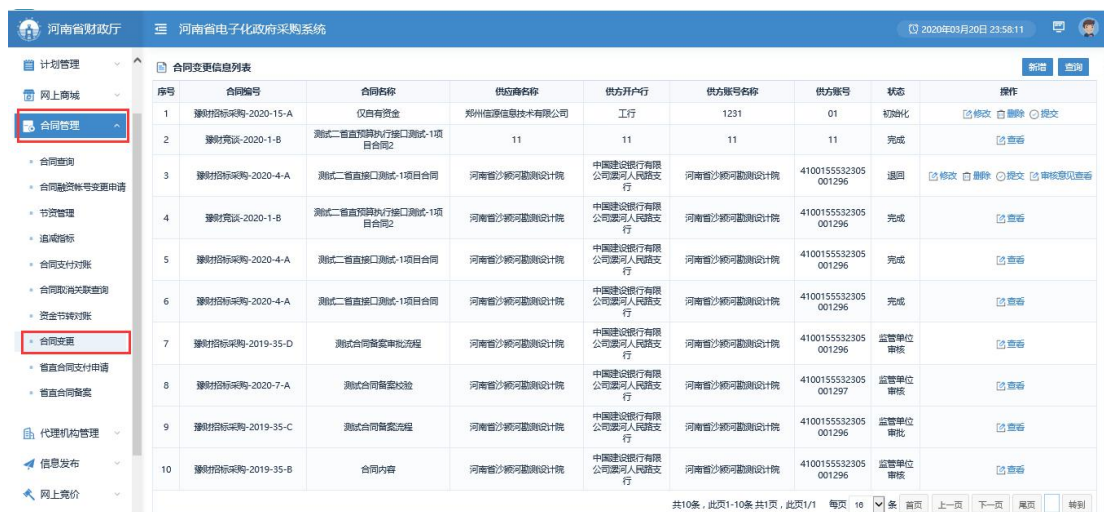 河南省财政厅
河南省电子化政府采购系统
2020年03月20日 23:58:11
计划管理
网上商城
合同管理
合同查询
合同融资帐号变更申请
节资管理
追减指标
合同支付对账
合同取消关联查询
资金节转对账
合同变更
省直合同支付申请
省直合同备案
代理机构管理
信息发布
网上竞价
合同变更信息列表
新增 查询
序号 合同编号 合同名称 供应商名称 供方开户行 供方账号名称 供方账号 状态 操作
1 豫财招标采购-2020-15-A 仅自有资金 郑州信源信息技术有限公司 工行 1231 01 初始化 修改 删除 提交
2 豫财竞谈-2020-1-B 测试二首直预算执行接口测试-1项 11 11 11 11 完成 查看
目合同2
3 豫财招标采购-2020-4-A 测试二首直接口测试-1项目合同 河南省沙颍河勘测设计院 中国建设银行有限 河南省沙颍河勘测设计院 4100155532305 退回 修改 删除 提交 审核意见查看
公司漯河人民路支 001296
行
4 豫财竞谈-2020-1-B 测试二首直预算执行接口测试-1项 河南省沙颍河勘测设计院 中国建设银行有限 河南省沙颍河勘测设计院 4100155532305 完成 查看
目合同2 公司漯河人民路支 001296
行
5 豫财招标采购-2020-4-A 测试二首直接口测试-1项目合同 河南省沙颍河勘测设计院 中国建设银行有限 河南省沙颍河勘测设计院 4100155532305 完成 查看
公司漯河人民路支 001296
行
6 豫财招标采购-2020-4-A 测试二首直接口测试-1项目合同 河南省沙颍河勘测设计院 中国建设银行有限 河南省沙颍河勘测设计院 4100155532305 完成 查看
公司漯河人民路支 001296
行
7 豫财招标采购-2019-35-D 测试合同备案审批流程 河南省沙颍河勘测设计院 中国建设银行有限 河南省沙颍河勘测设计院 4100155532305 监管单位 查看
公司漯河人民路支 001296 审核
行
8 豫财招标采购-2020-7-A 测试合同备案校验 河南省沙颍河勘测设计院 中国建设银行有限 河南省沙颍河勘测设计院 4100155532305 监管单位 查看
公司漯河人民路支 001297 审核
行
9 豫财招标采购-2019-35-C 测试合同备案流程 河南省沙颍河勘测设计院 中国建设银行有限 河南省沙颍河勘测设计院 4100155532305 监管单位 查看
公司漯河人民路支 001296 审批
行
10 豫财招标采购-2019-35-B 合同内容 河南省沙颍河勘测设计院 中国建设银行有限 河南省沙颍河勘测设计院 4100155532305 监管单位 查看
公司漯河人民路支 001296 审核
行
共10条，此页1-10条 共1页，此页1/1 每页 10 条 首页 上一页 下一页 尾页 转到